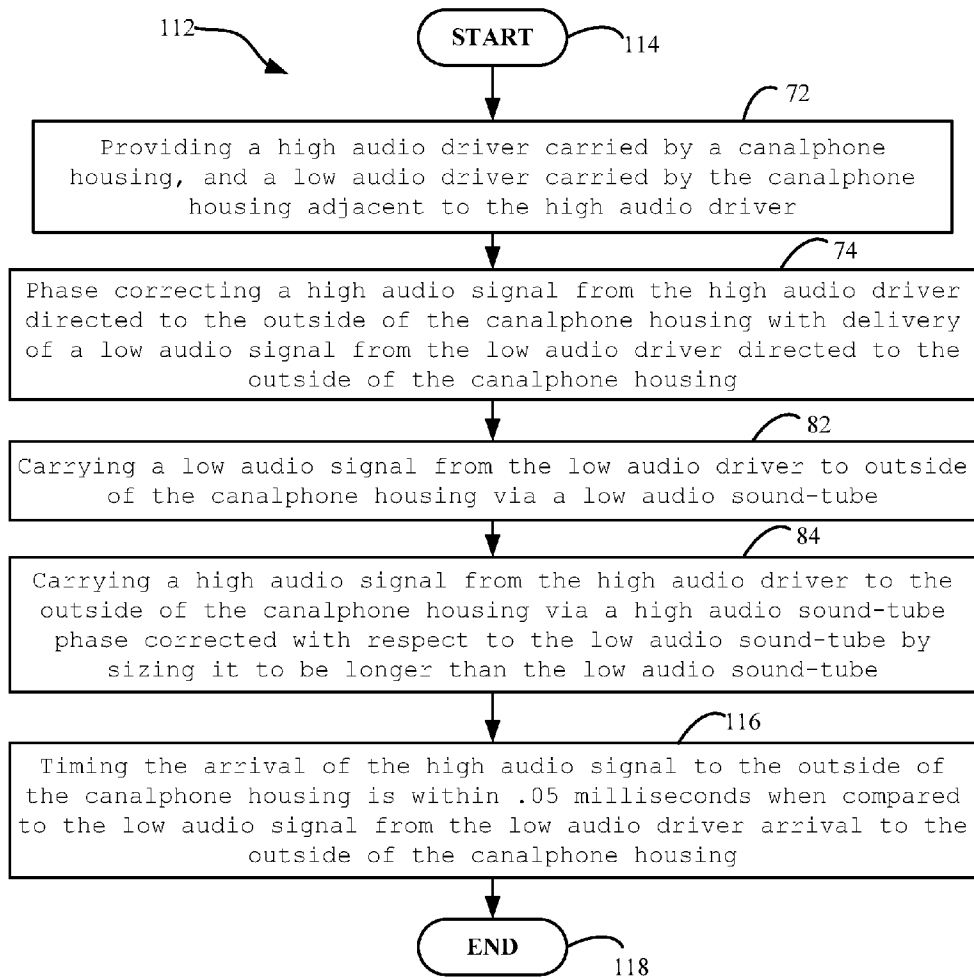 112
START
114
72
Providing a high audio driver carried by a canalphone
housing, and a low audio driver carried by the canalphone
housing adjacent to the high audio driver
74
Phase correcting a high audio signal from the high audio driver
directed to the outside of the canalphone housing with delivery
of a low audio signal from the low audio driver directed to the
outside of the canalphone housing
82
Carrying a low audio signal from the low audio driver to outside
of the canalphone housing via a low audio sound-tube
84
Carrying a high audio signal from the high audio driver to the
outside of the canalphone housing via a high audio sound-tube
phase corrected with respect to the low audio sound-tube by
sizing it to be longer than the low audio sound-tube
116
Timing the arrival of the high audio signal to the outside of
the canalphone housing is within .05 milliseconds when compared
to the low audio signal from the low audio driver arrival to the
outside of the canalphone housing
END
118